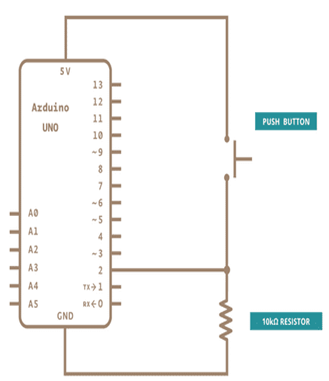 5V
Arduino
UNO
13
12
11
10
~9
8
7
~6
~5
4
~3
2
TX→1
RX←0
A0
A1
A2
A3
A4
A5
GND
PUSH BUTTON
10kΩ RESISTOR